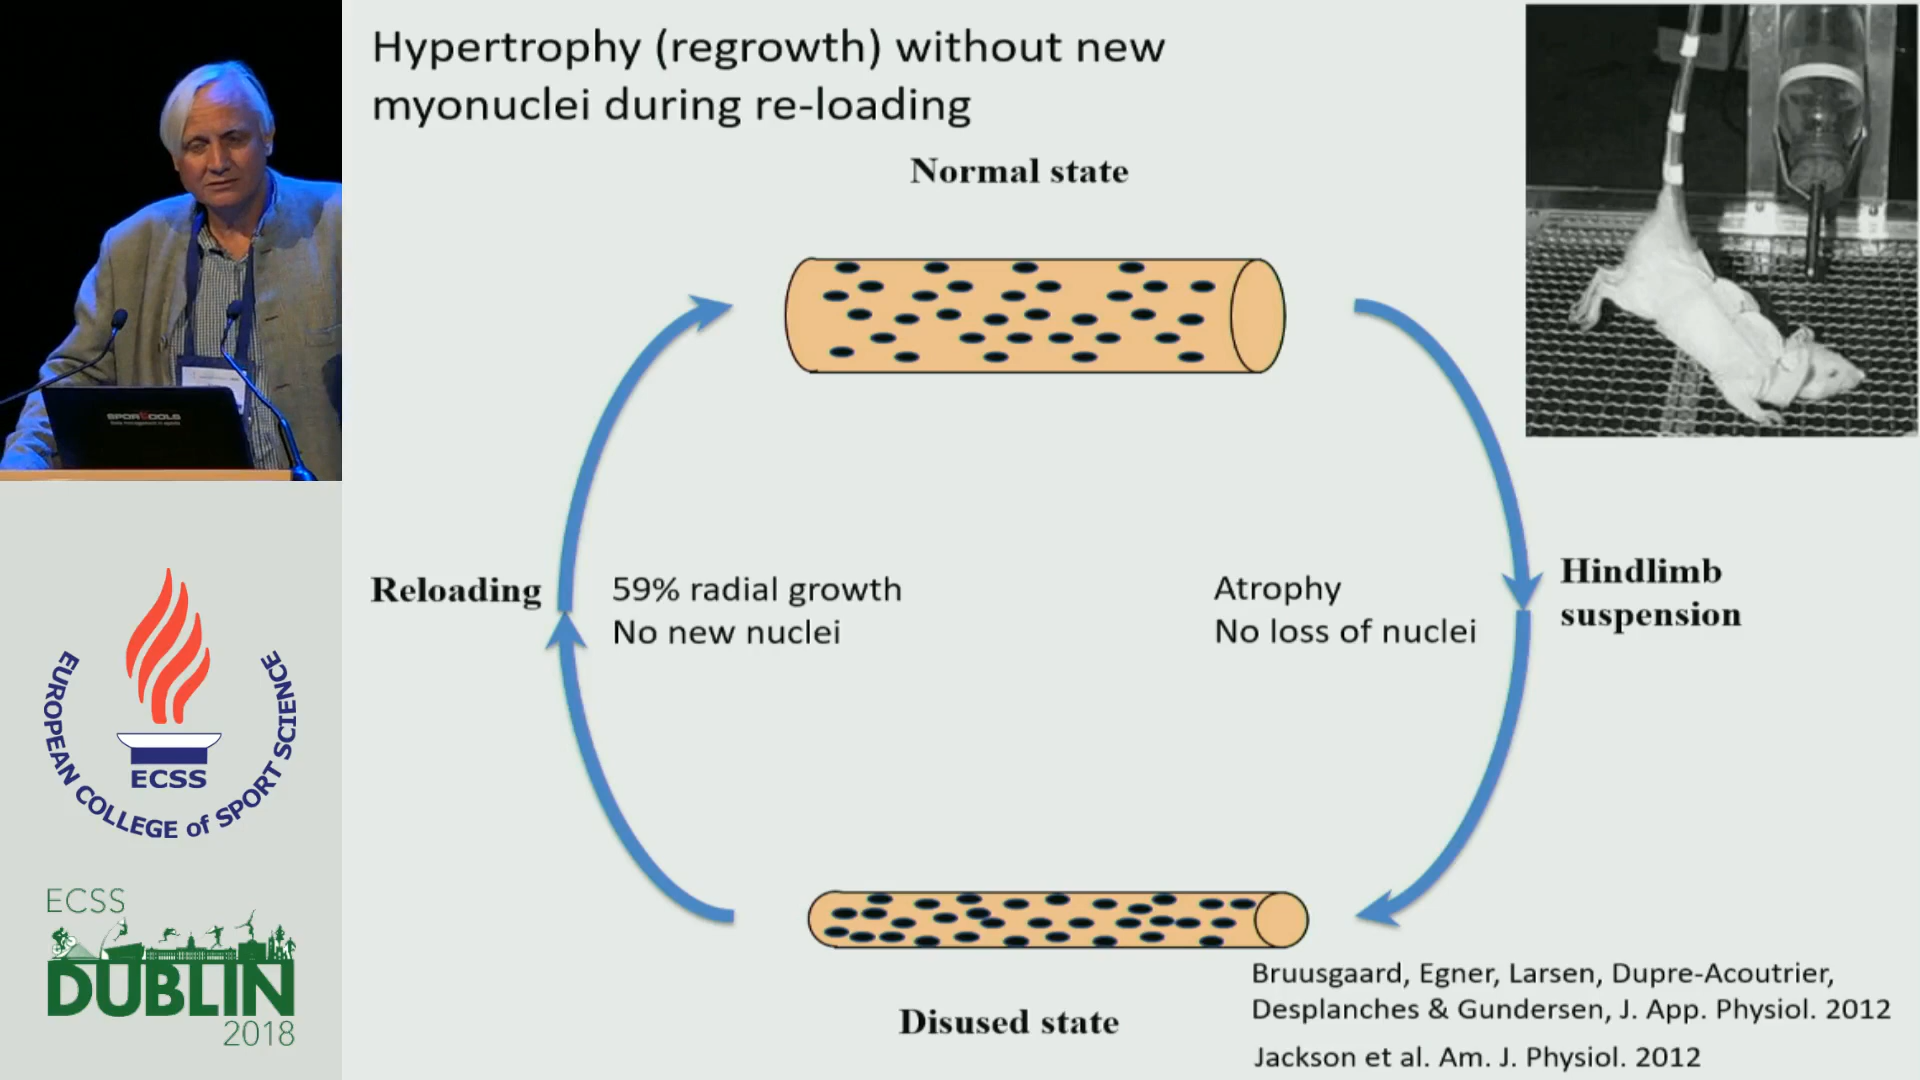 Hypertrophy (regrowth) without new
myonuclei during re-loading
Normal state
Reloading
59% radial growth
No new nuclei
Atrophy
No loss of nuclei
Hindlimb
suspension
Disused state
Bruusgaard, Egner, Larsen, Dupre-Acoutrier,
Desplanches & Gundersen, J. App. Physiol. 2012
Jackson et al. Am. J. Physiol. 2012
EUROPEAN COLLEGE of SPORT SCIENCE
ECSS
ECSS
DUBLIN
2018